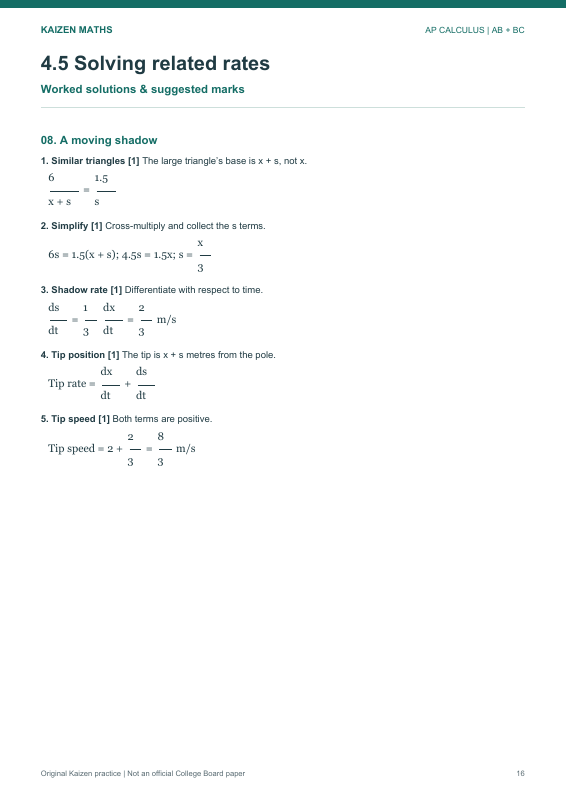 KAIZEN MATHS
AP CALCULUS | AB + BC
4.5 Solving related rates
Worked solutions & suggested marks
08. A moving shadow
1. Similar triangles [1] The large triangle's base is x + s, not x.
6/(x + s) = 1.5/s
2. Simplify [1] Cross-multiply and collect the s terms.
6s = 1.5(x + s); 4.5s = 1.5x; s = x/3
3. Shadow rate [1] Differentiate with respect to time.
ds/dt = 1/3 dx/dt = 2/3 m/s
4. Tip position [1] The tip is x + s metres from the pole.
Tip rate = dx/dt + ds/dt
5. Tip speed [1] Both terms are positive.
Tip speed = 2 + 2/3 = 8/3 m/s
Original Kaizen practice | Not an official College Board paper
16